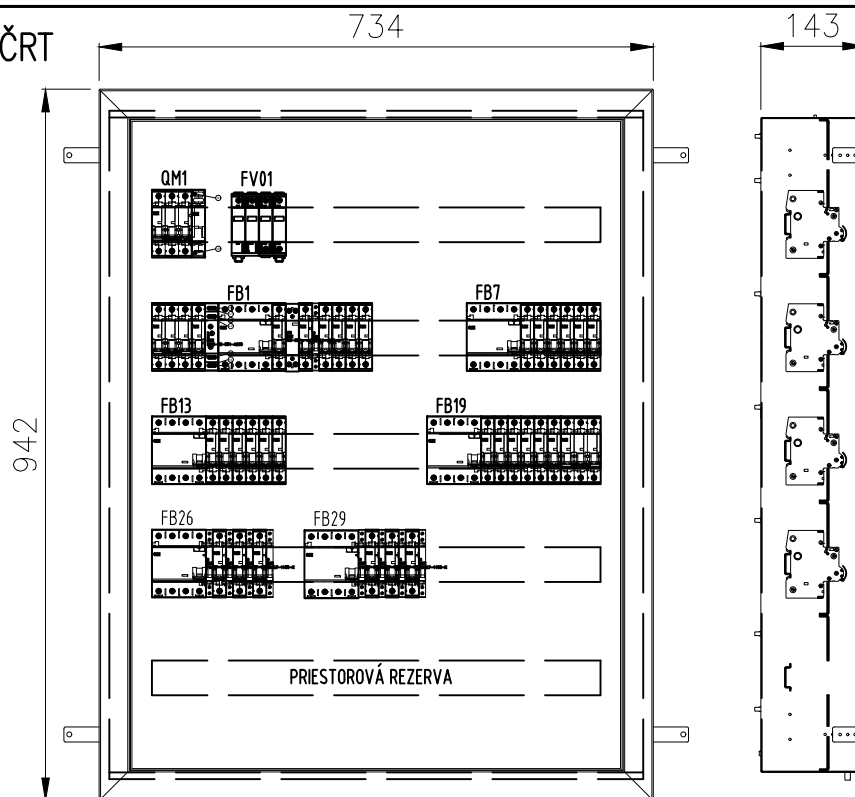 ČRT
734
143
942
QM1
FV01
FB1
FB7
FB13
FB19
FB26
FB29
PRIESTOROVÁ REZERVA